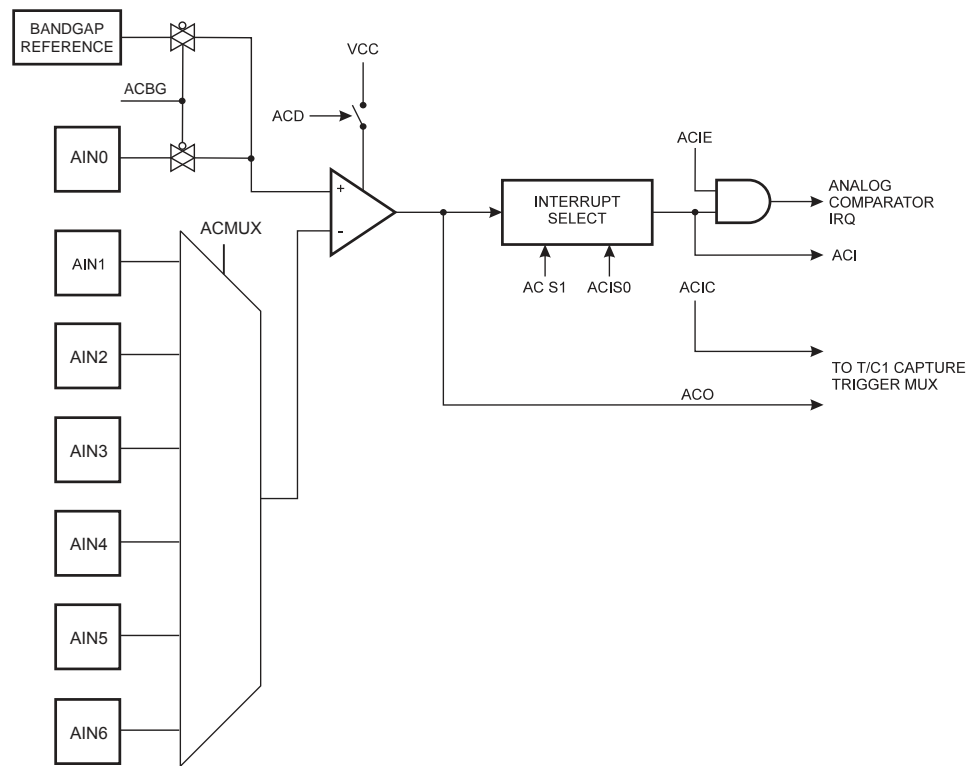 BANDGAP
REFERENCE
VCC
ACBG
ACD
AIN0
ACIE
+
-
INTERRUPT
SELECT
ANALOG
COMPARATOR
IRQ
ACMUX
AIN1
ACI
AC S1
ACIS0
ACIC
AIN2
TO T/C1 CAPTURE
TRIGGER MUX
ACO
AIN3
AIN4
AIN5
AIN6